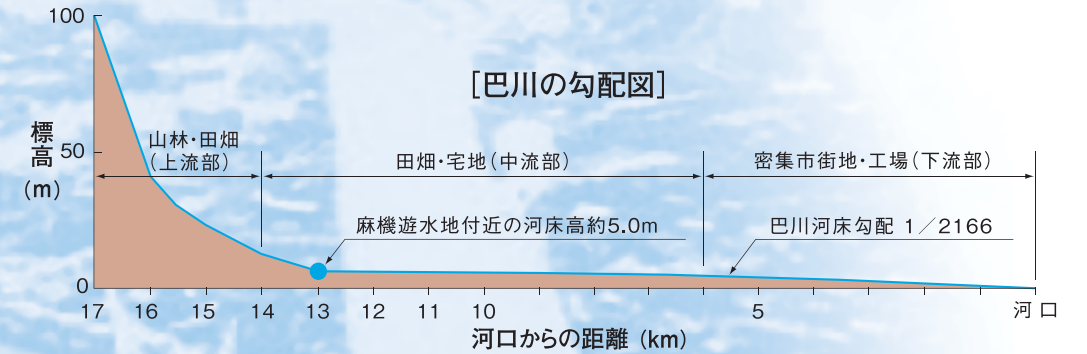 [巴川の勾配図]
100
50
0
標高
(m)
山林・田畑
(上流部)
田畑・宅地(中流部)
密集市街地・工場(下流部)
麻機遊水地付近の河床高約5.0m
巴川河床勾配 1/2166
17 16 15 14 13 12 11 10 5 河口
河口からの距離 (km)